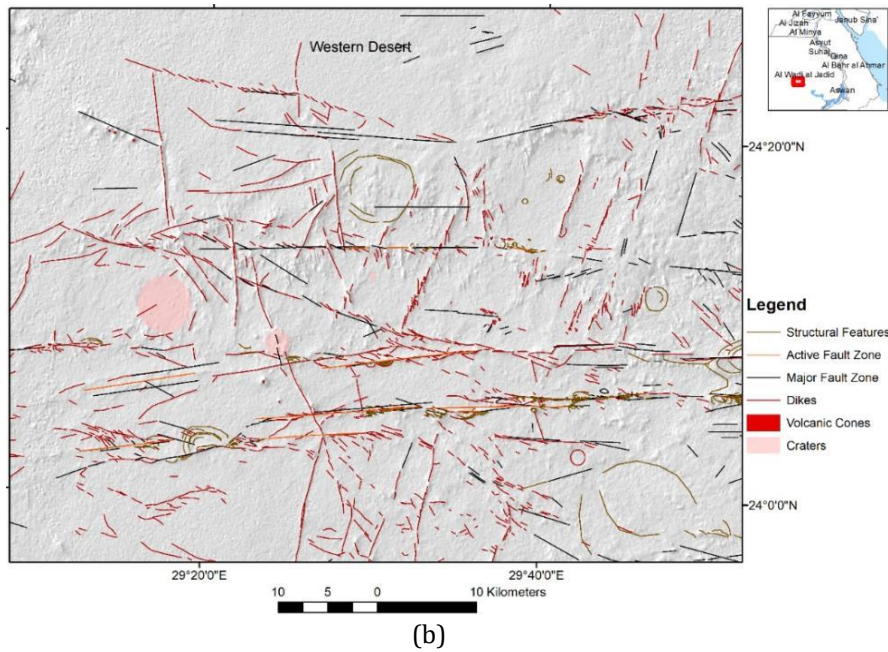 Western Desert
Al Fayyum
Janub Sina'
Al Jizah
Al Minya
Asyut
Suhaj
Qina
Al Bahr al Ahmar
Al Wadi al Jadid
Aswan
24°20'0"N
Legend
Structural Features
Active Fault Zone
Major Fault Zone
Dikes
Volcanic Cones
Craters
24°0'0"N
29°20'0"E
29°40'0"E
10 5 0 10 Kilometers
(b)